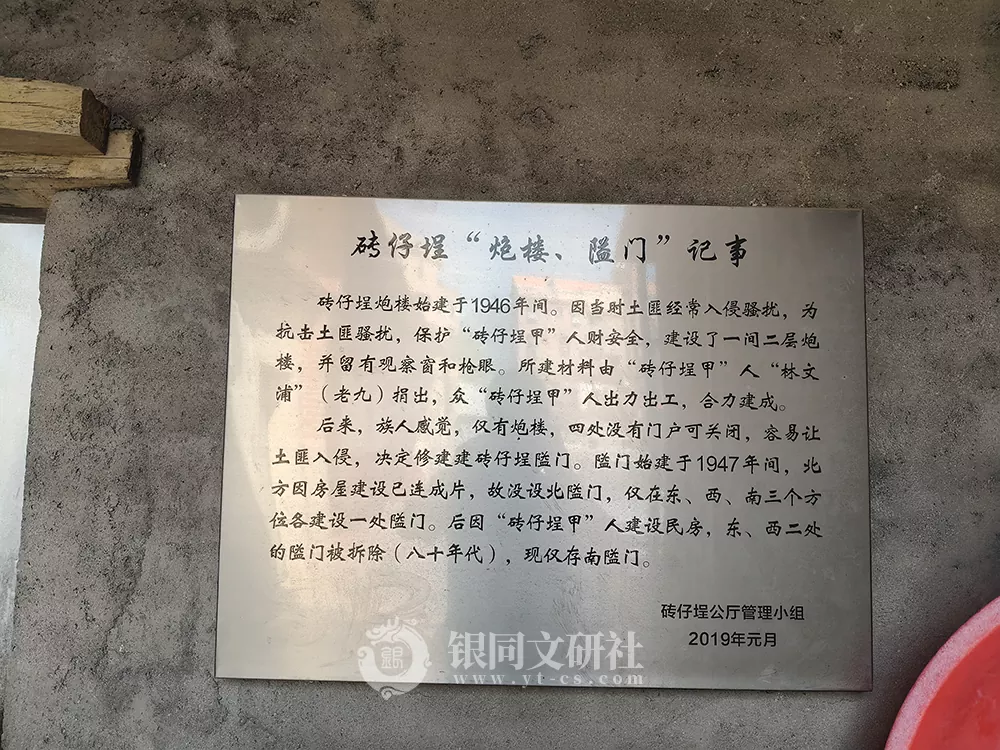 砖仔埕“炮楼、隘门”记事
砖仔埕炮楼始建于1946年间。因当时土匪经常入侵骚扰，为
抗击土匪骚扰，保护“砖仔埕甲”人财安全，建设了一间二层炮
楼，并留有观察窗和枪眼。所建材料由“砖仔埕甲”人“林文
浦”（老九）捐出，众“砖仔埕甲”人出力出工，合力建成。
后来，族人感觉，仅有炮楼，四处没有门户可关闭，容易让
土匪入侵，决定修建建砖仔埕隘门。隘门始建于1947年间，北
方因房屋建设已连成片，故没设北隘门，仅在东、西、南三个方
位各建设一处隘门。后因“砖仔埕甲”人建设民房，东、西二处
的隘门被拆除（八十年代），现仅存南隘门。
砖仔埕公厅管理小组
2019年元月
银同文研社
www.yt-cs.com